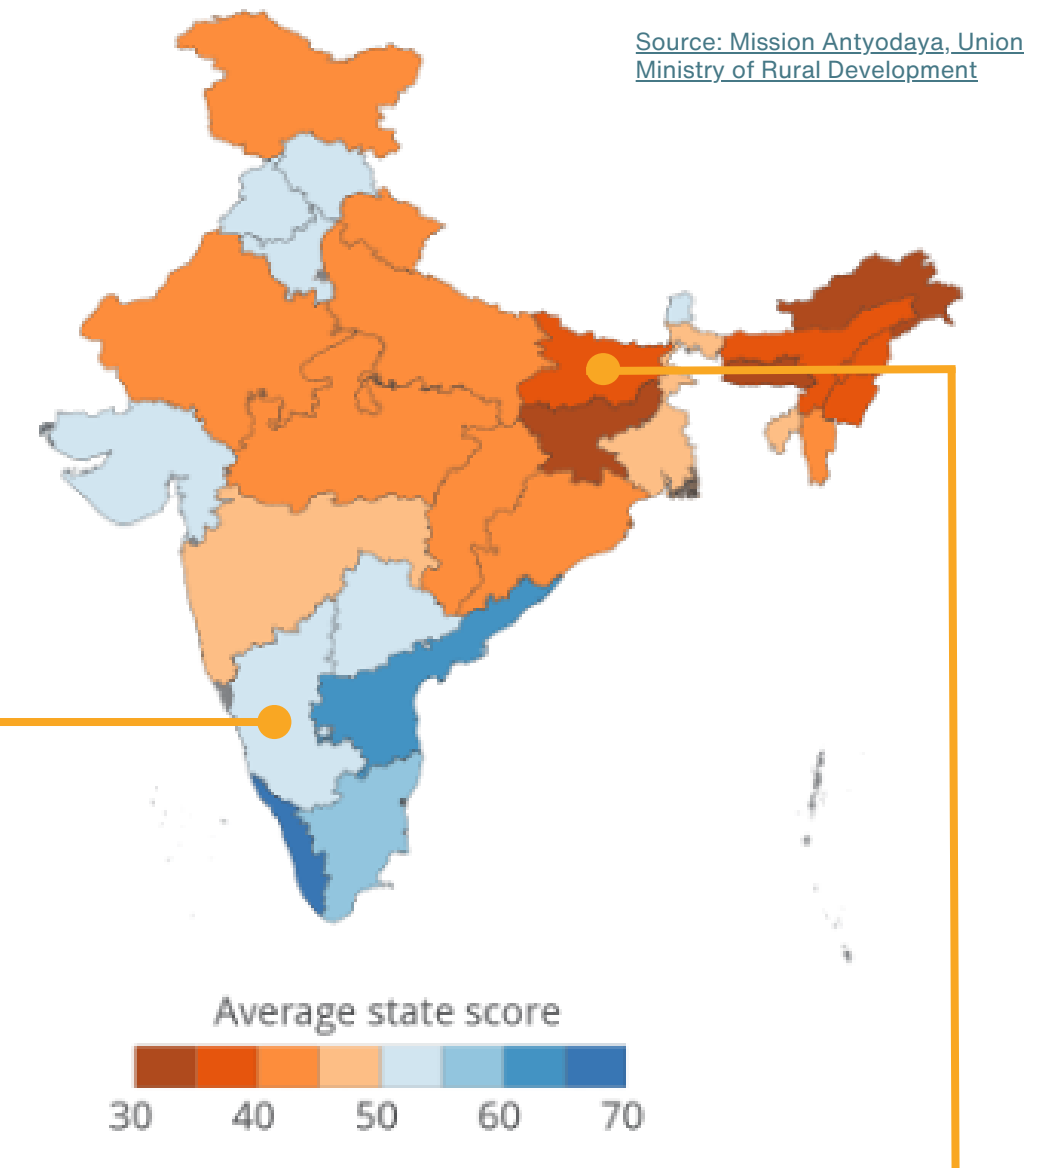 Source: Mission Antyodaya, Union
Ministry of Rural Development
Average state score
30 40 50 60 70